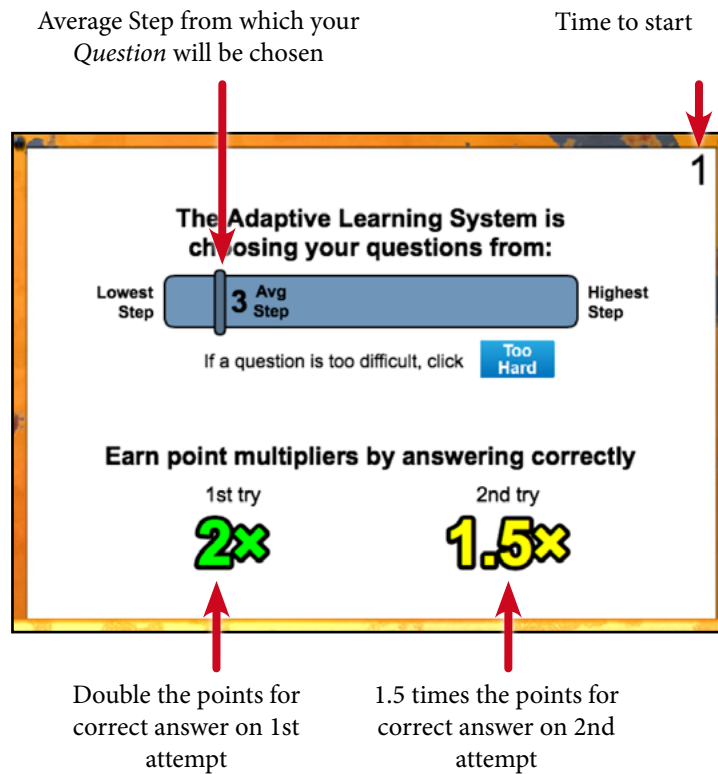 Average Step from which your
Question will be chosen
Time to start
1
The Adaptive Learning System is
choosing your questions from:
Lowest
Step
3 Avg
Step
Highest
Step
If a question is too difficult, click
Too
Hard
Earn point multipliers by answering correctly
1st try
2nd try
2×
1.5×
Double the points for
correct answer on 1st
attempt
1.5 times the points for
correct answer on 2nd
attempt